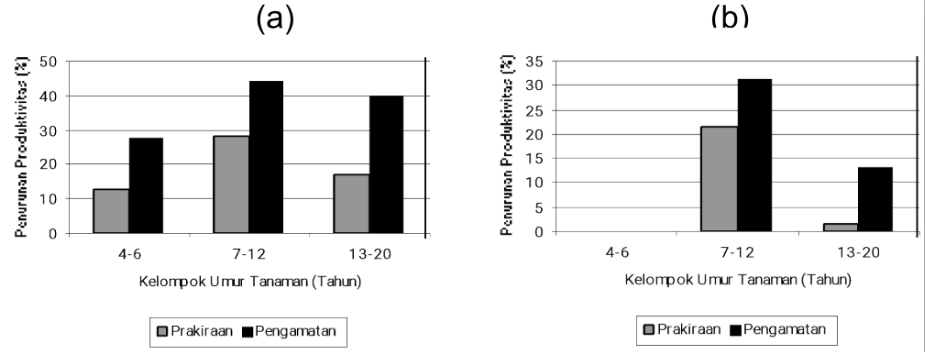 (a)
Penurunan Produktivitas (%)
50
40
30
20
10
0
4-6 7-12 13-20
Kelompok Umur Tanaman (Tahun)
Prakiraan Pengamatan
(b)
Penurunan Produktivitas (%)
35
30
25
20
15
10
5
0
4-6 7-12 13-20
Kelompok Umur Tanaman (Tahun)
Prakiraan Pengamatan